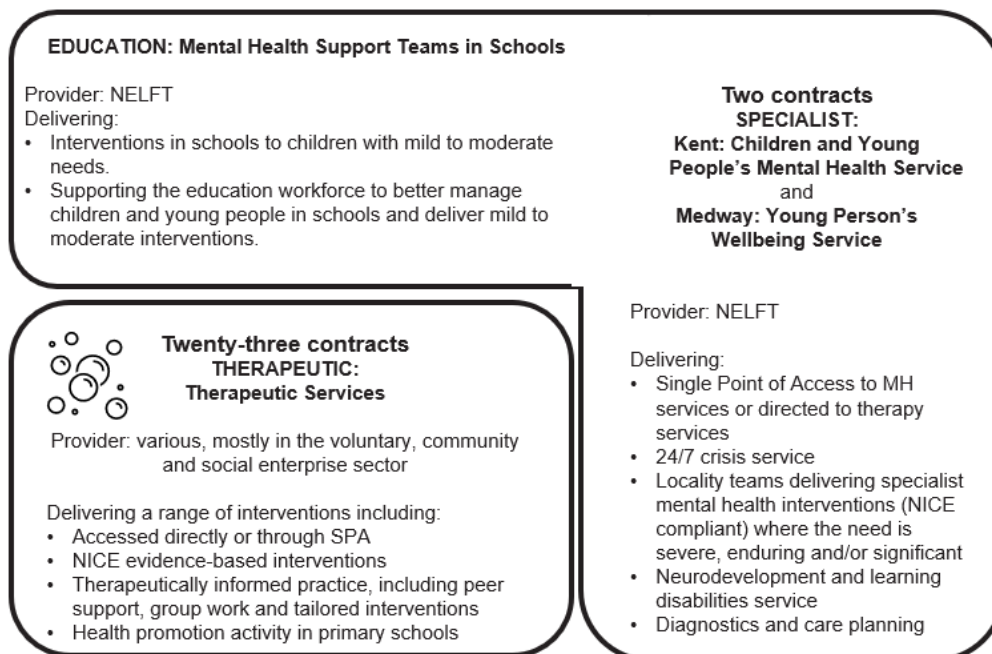 EDUCATION: Mental Health Support Teams in Schools
Provider: NELFT
Delivering:
• Interventions in schools to children with mild to moderate
needs.
• Supporting the education workforce to better manage
children and young people in schools and deliver mild to
moderate interventions.
Two contracts
SPECIALIST:
Kent: Children and Young
People’s Mental Health Service
and
Medway: Young Person’s
Wellbeing Service
Provider: NELFT
Delivering:
• Single Point of Access to MH
services or directed to therapy
services
• 24/7 crisis service
• Locality teams delivering specialist
mental health interventions (NICE
compliant) where the need is
severe, enduring and/or significant
• Neurodevelopment and learning
disabilities service
• Diagnostics and care planning
Twenty-three contracts
THERAPEUTIC:
Therapeutic Services
Provider: various, mostly in the voluntary, community
and social enterprise sector
Delivering a range of interventions including:
• Accessed directly or through SPA
• NICE evidence-based interventions
• Therapeutically informed practice, including peer
support, group work and tailored interventions
• Health promotion activity in primary schools